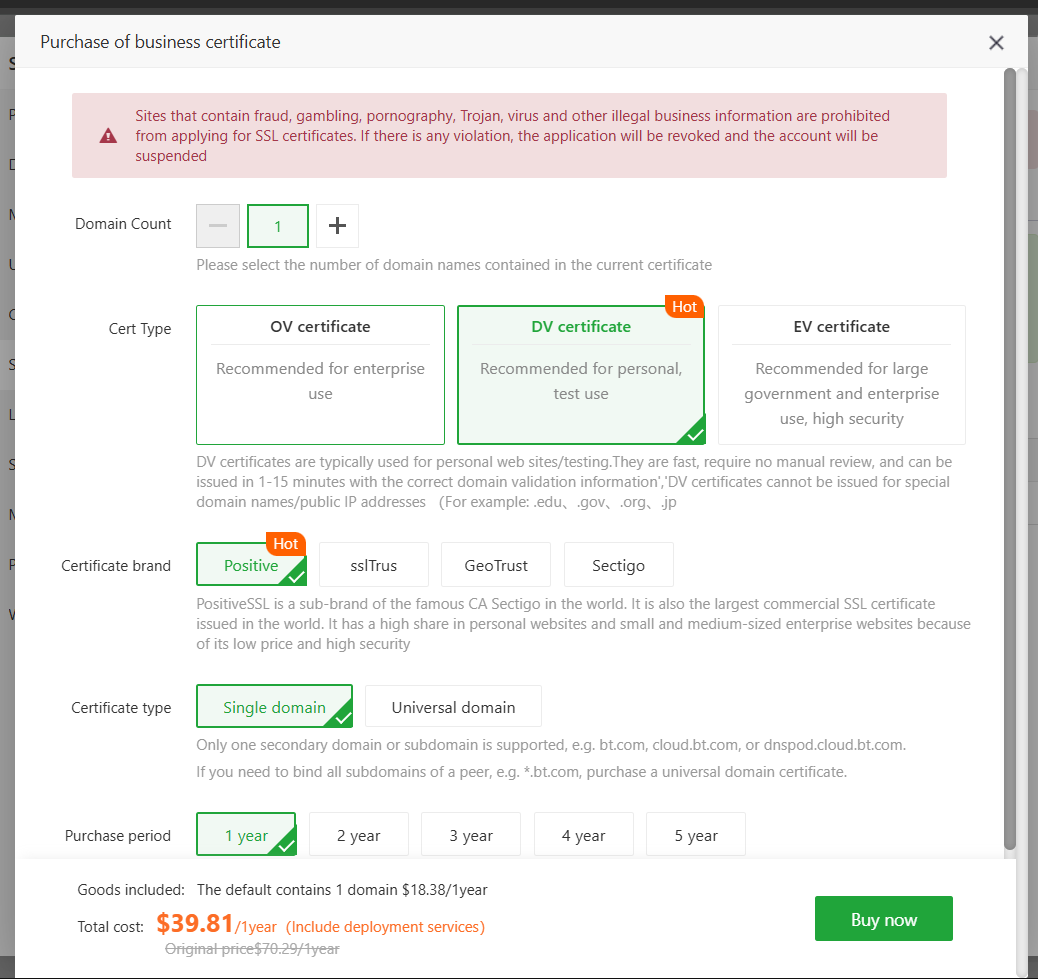 Purchase of business certificate
Sites that contain fraud, gambling, pornography, Trojan, virus and other illegal business information are prohibited
from applying for SSL certificates. If there is any violation, the application will be revoked and the account will be
suspended
Domain Count
1
Please select the number of domain names contained in the current certificate
Cert Type
OV certificate
Recommended for enterprise
use
Hot
DV certificate
Recommended for personal,
test use
EV certificate
Recommended for large
government and enterprise
use, high security
DV certificates are typically used for personal web sites/testing.They are fast, require no manual review, and can be
issued in 1-15 minutes with the correct domain validation information','DV certificates cannot be issued for special
domain names/public IP addresses （For example: .edu、.gov、.org、.jp
Certificate brand
Hot
Positive
sslTrus
GeoTrust
Sectigo
PositiveSSL is a sub-brand of the famous CA Sectigo in the world. It is also the largest commercial SSL certificate
issued in the world. It has a high share in personal websites and small and medium-sized enterprise websites because
of its low price and high security
Certificate type
Single domain
Universal domain
Only one secondary domain or subdomain is supported, e.g. bt.com, cloud.bt.com, or dnspod.cloud.bt.com.
If you need to bind all subdomains of a peer, e.g. *.bt.com, purchase a universal domain certificate.
Purchase period
1 year
2 year
3 year
4 year
5 year
Goods included: The default contains 1 domain $18.38/1year
Total cost: $39.81/1year (Include deployment services)
Original price$70.29/1year
Buy now